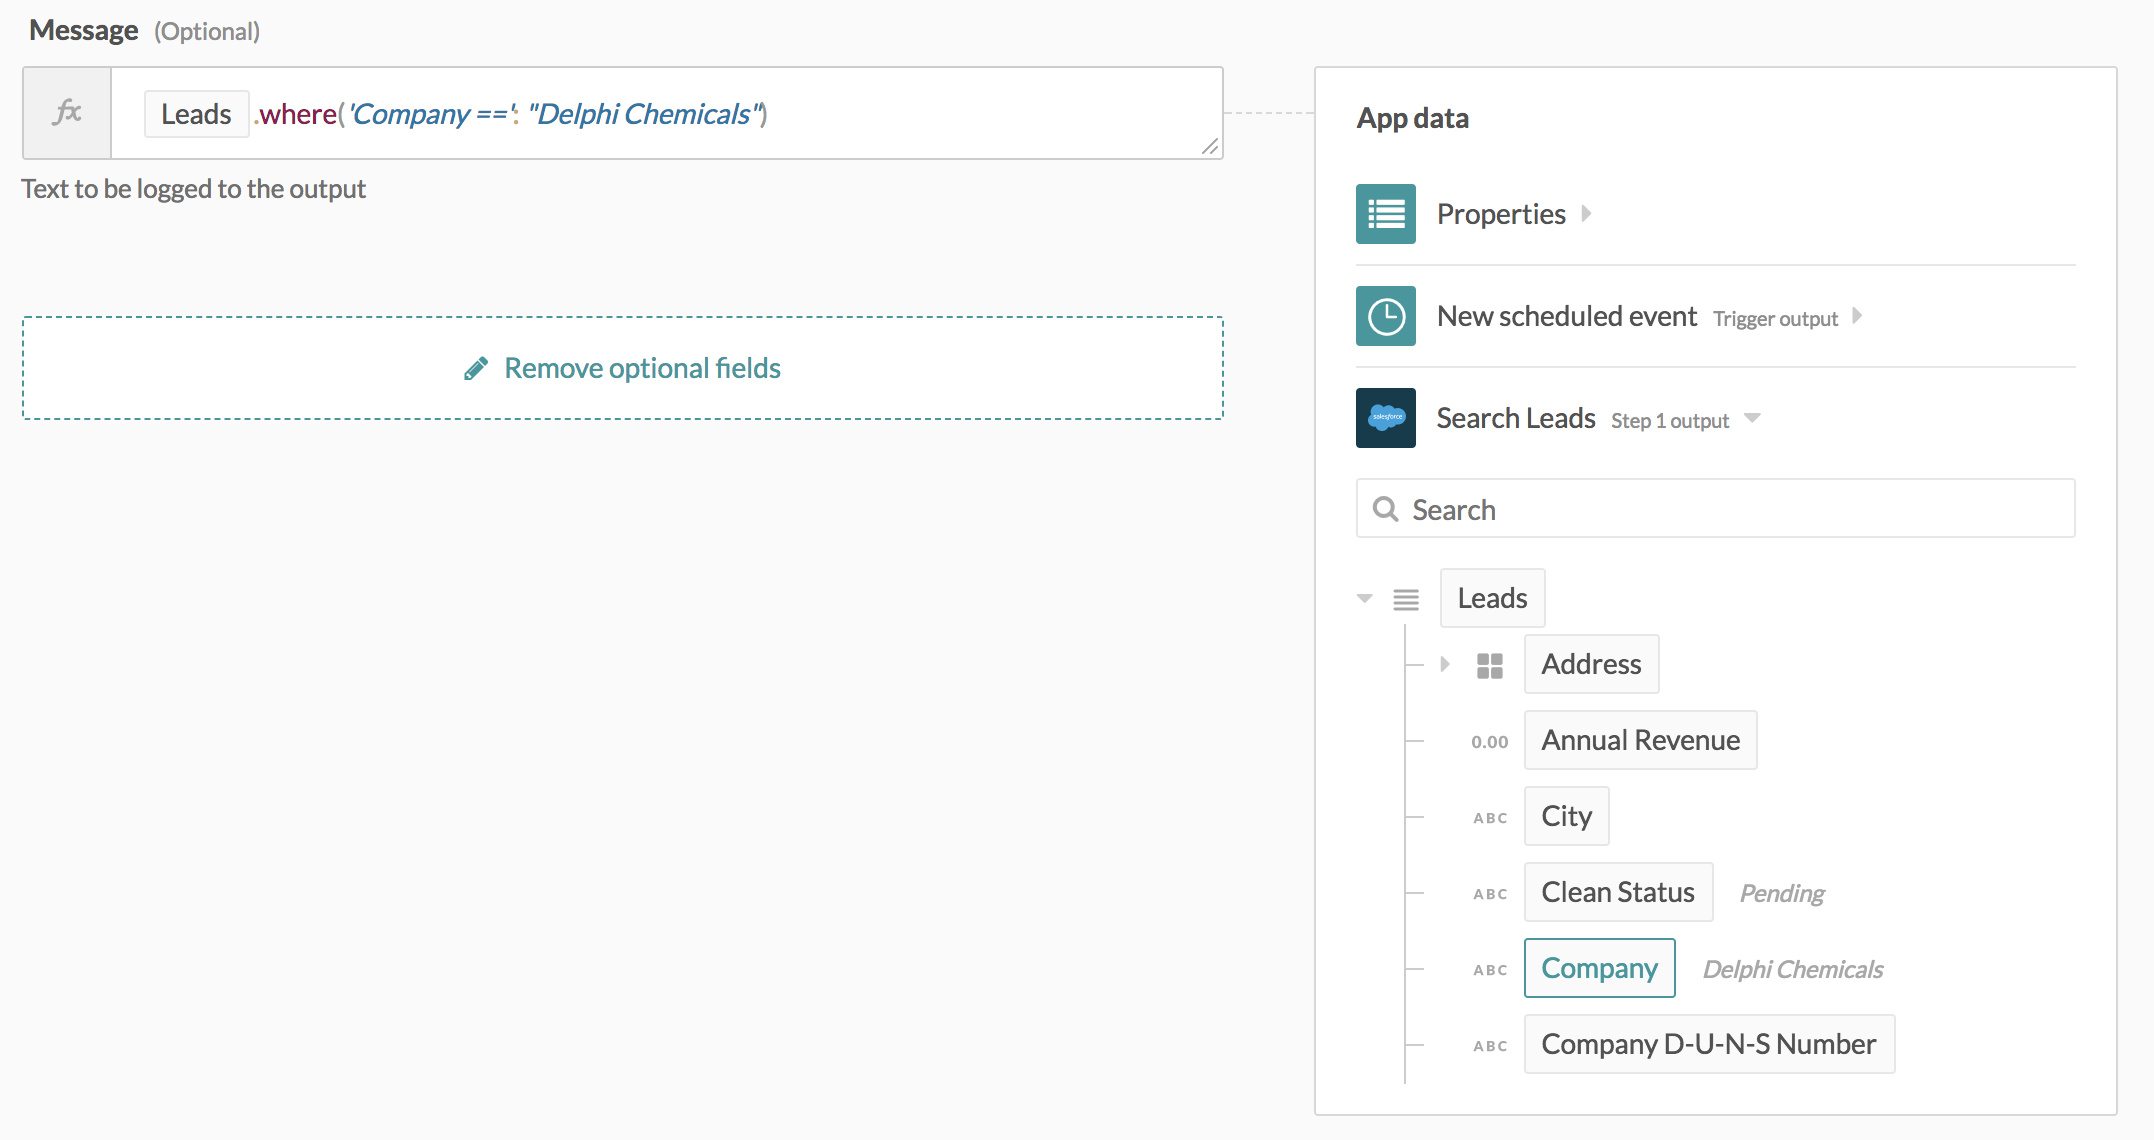 Message (Optional)
fx
Leads .where('Company ==': "Delphi Chemicals")
Text to be logged to the output
Remove optional fields
App data
Properties
New scheduled event Trigger output
salesforce
Search Leads Step 1 output
Search
Leads
Address
0.00 Annual Revenue
ABC City
ABC Clean Status Pending
ABC Company Delphi Chemicals
ABC Company D-U-N-S Number